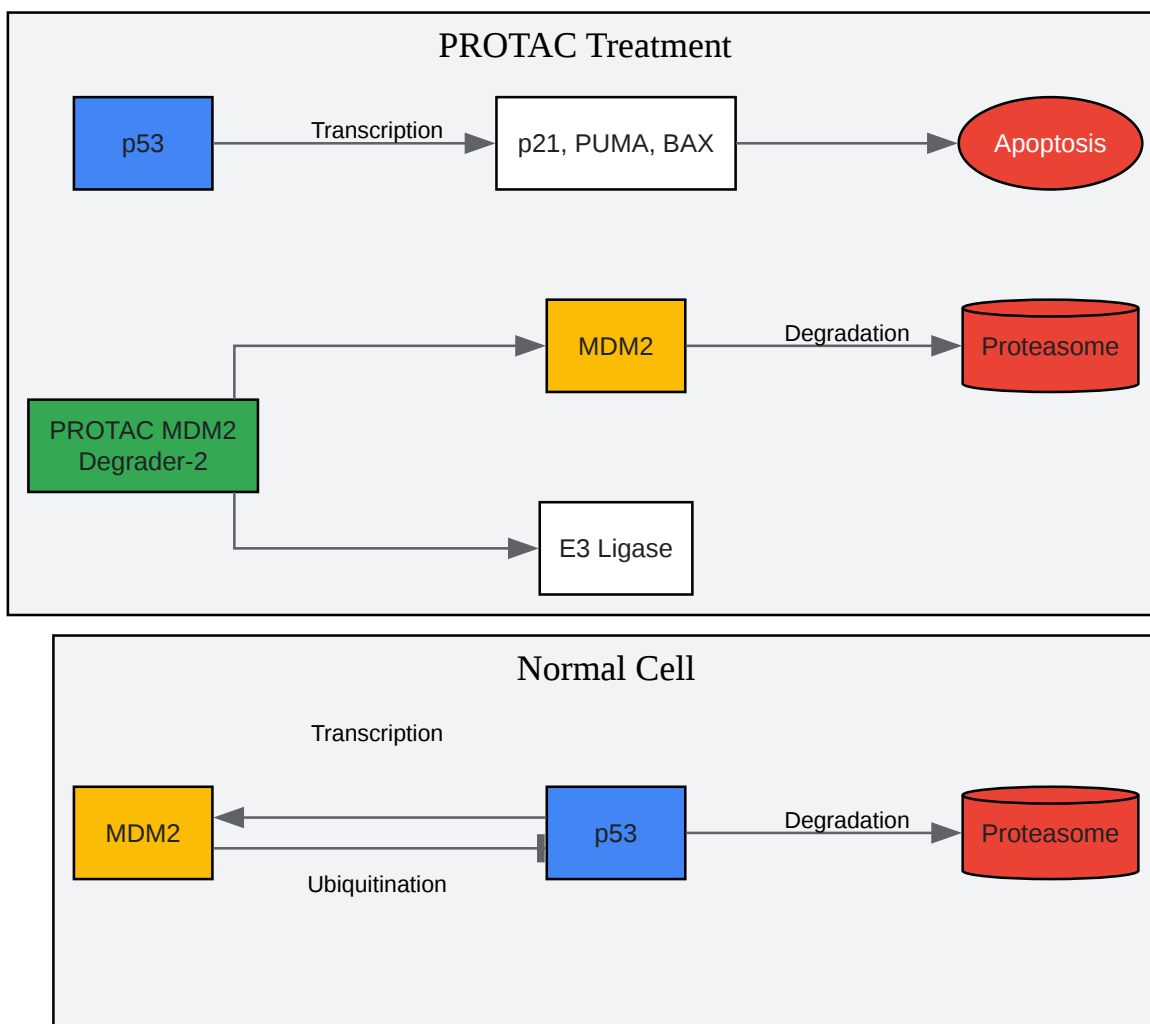 PROTAC Treatment
p53
Transcription
p21, PUMA, BAX
Apoptosis
MDM2
Degradation
Proteasome
PROTAC MDM2
Degrader-2
E3 Ligase
Normal Cell
Transcription
MDM2
p53
Degradation
Proteasome
Ubiquitination